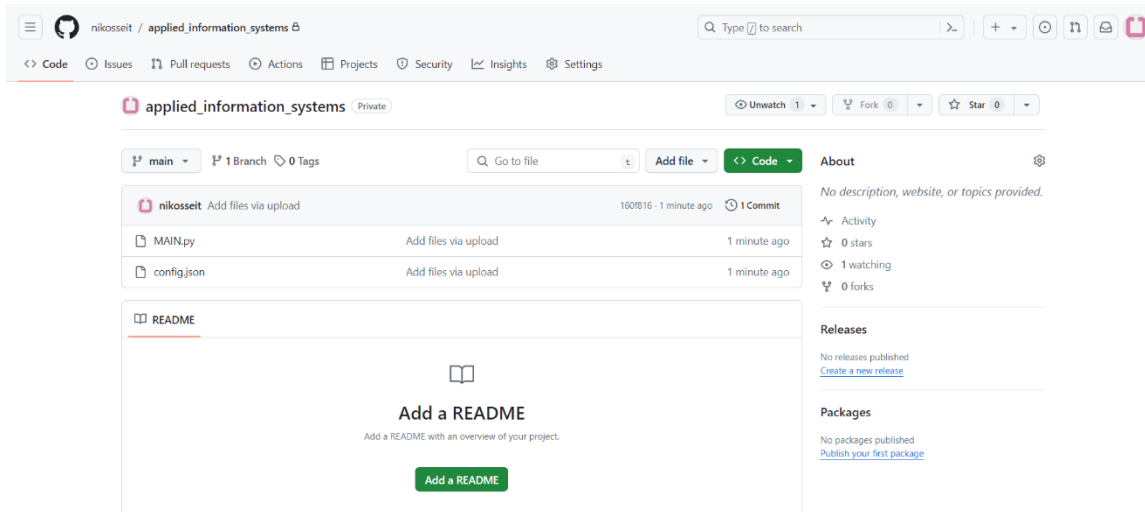 nikosseit / applied_information_systems
Type / to search
Code Issues Pull requests Actions Projects Security Insights Settings
applied_information_systems Private
Unwatch 1 Fork 0 Star 0
main 1 Branch 0 Tags Go to file t Add file Code
nikosseit Add files via upload 160f816 · 1 minute ago 1 Commit
MAIN.py Add files via upload 1 minute ago
config.json Add files via upload 1 minute ago
README
Add a README
Add a README with an overview of your project.
Add a README
About
No description, website, or topics provided.
Activity
0 stars
1 watching
0 forks
Releases
No releases published
Create a new release
Packages
No packages published
Publish your first package